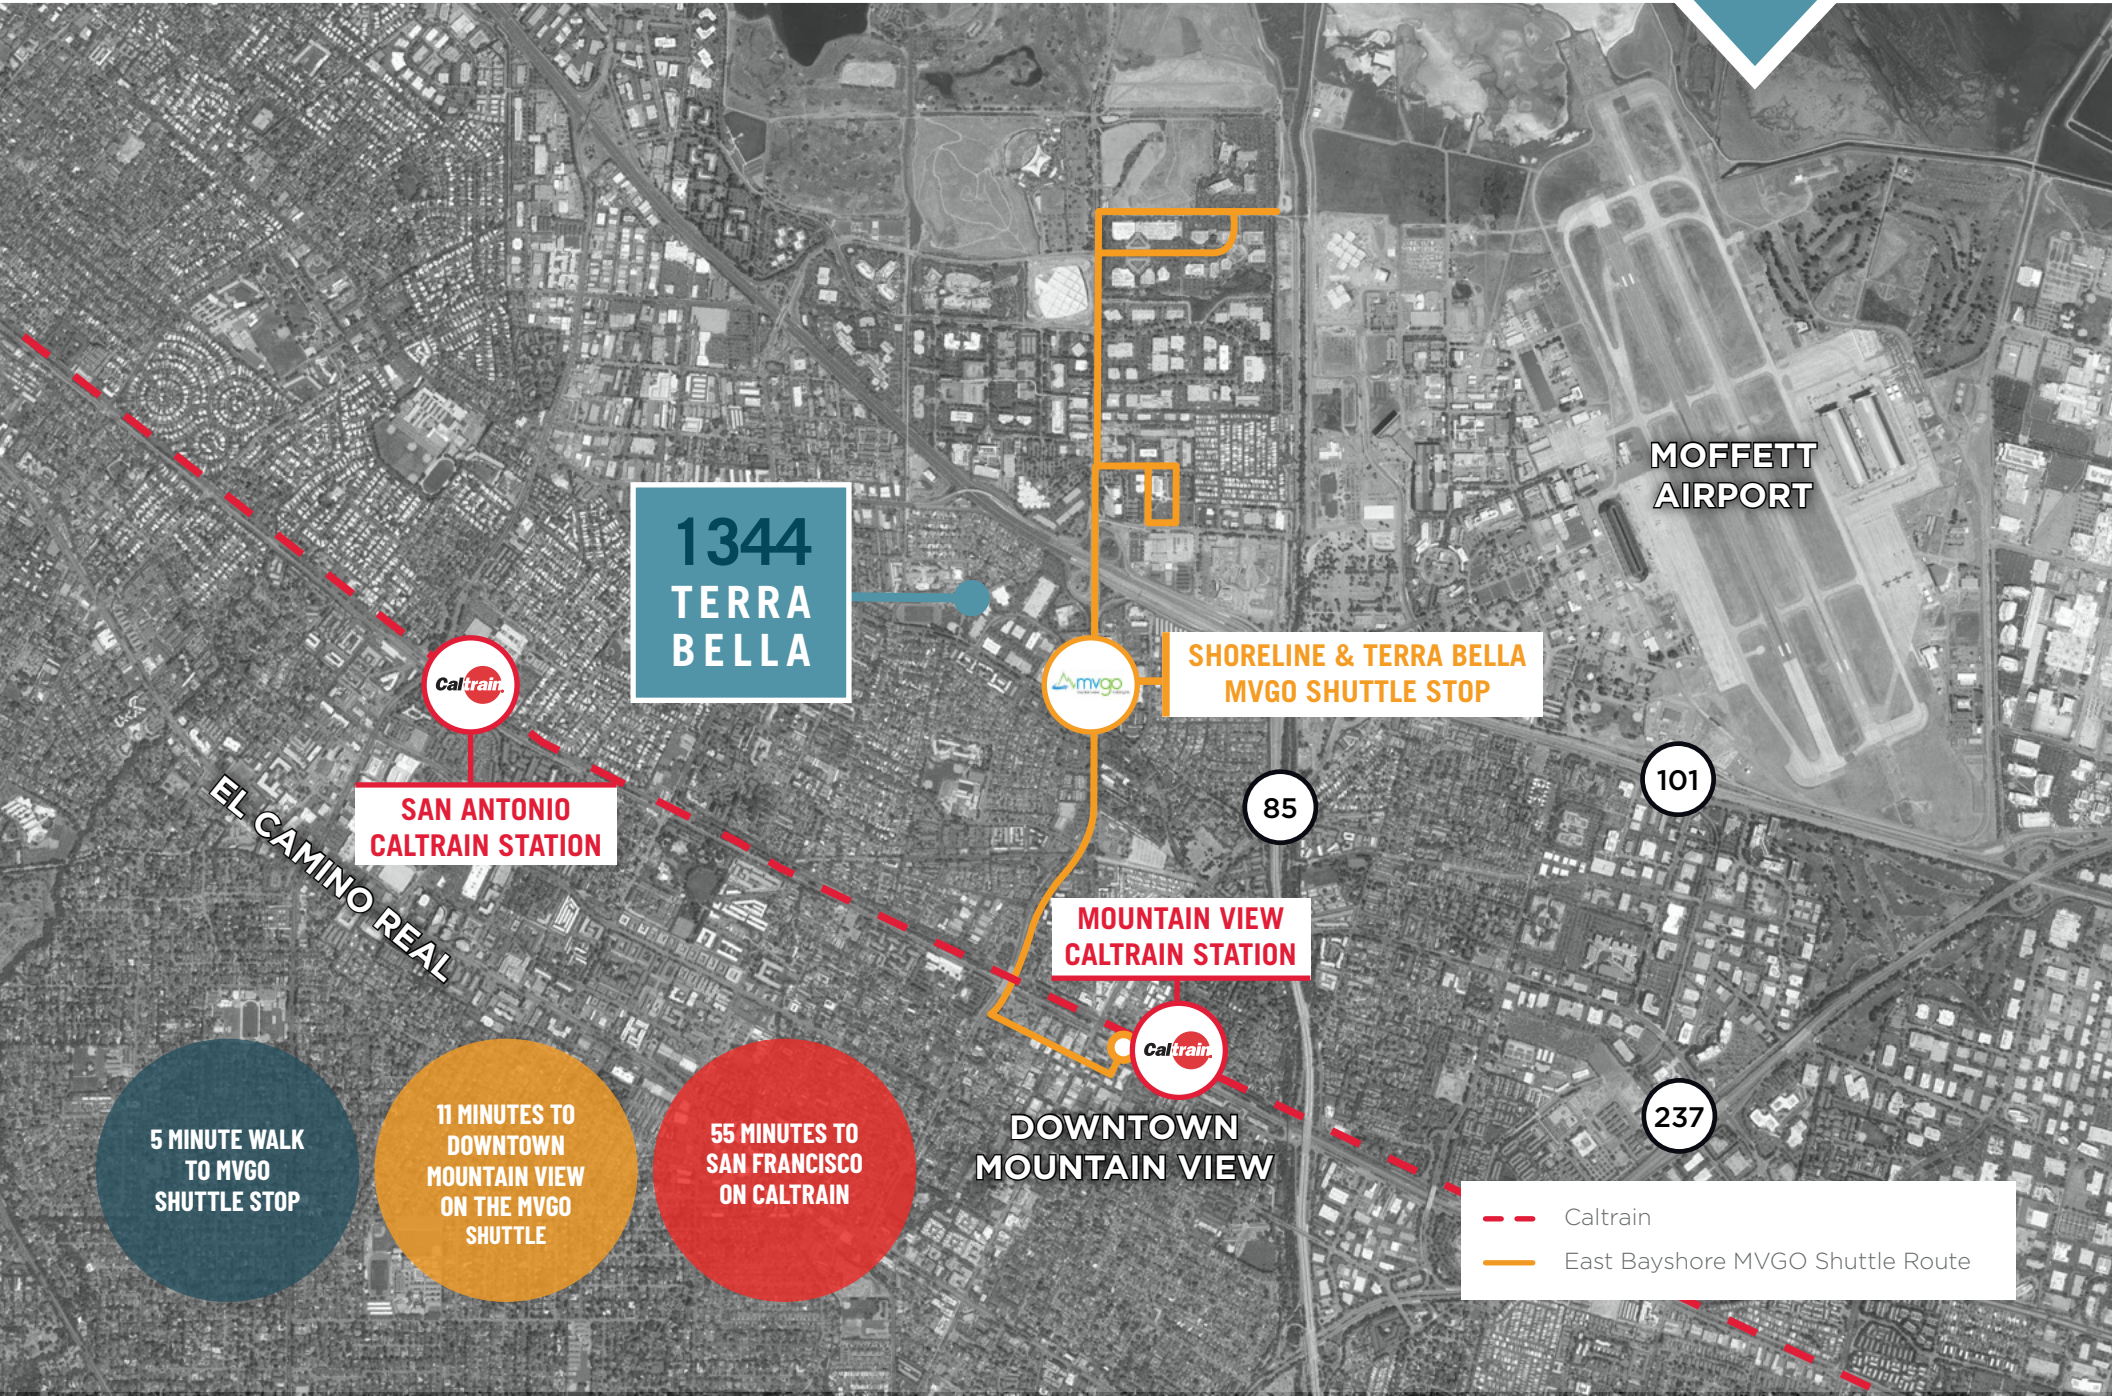 MOFFETT
AIRPORT
1344
TERRA
BELLA
SHORELINE & TERRA BELLA
MVGO SHUTTLE STOP
mvgo
Caltrain
SAN ANTONIO
CALTRAIN STATION
EL CAMINO REAL
101
85
MOUNTAIN VIEW
CALTRAIN STATION
Caltrain
DOWNTOWN
MOUNTAIN VIEW
237
5 MINUTE WALK
TO MVGO
SHUTTLE STOP
11 MINUTES TO
DOWNTOWN
MOUNTAIN VIEW
ON THE MVGO
SHUTTLE
55 MINUTES TO
SAN FRANCISCO
ON CALTRAIN
Caltrain
East Bayshore MVGO Shuttle Route